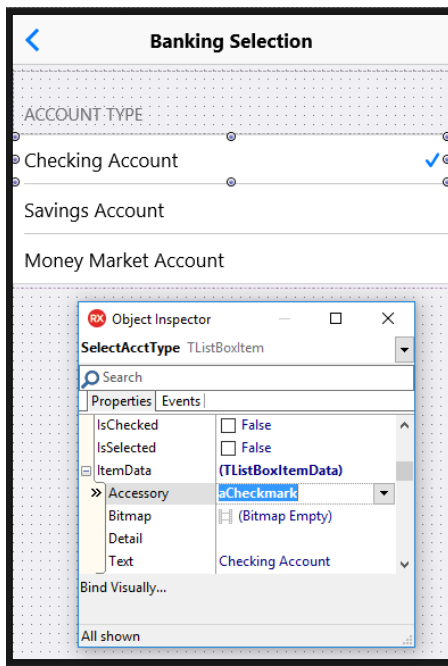 Banking Selection
ACCOUNT TYPE
Checking Account
Savings Account
Money Market Account
RX Object Inspector
SelectAcctType TListBoxItem
Search
Properties Events
IsChecked False
IsSelected False
ItemData (TListBoxItemData)
Accessory aCheckmark
Bitmap (Bitmap Empty)
Detail
Text Checking Account
Bind Visually...
All shown